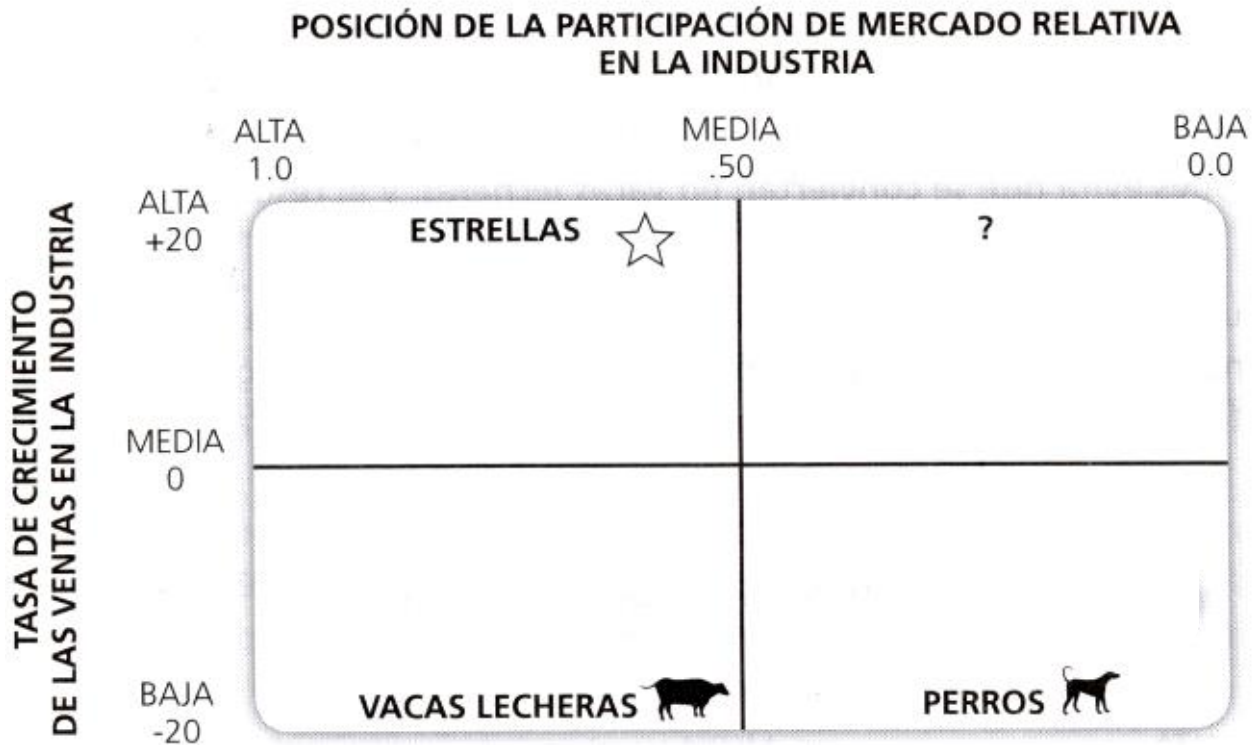 POSICIÓN DE LA PARTICIPACIÓN DE MERCADO RELATIVA
EN LA INDUSTRIA
ALTA
1.0
MEDIA
.50
BAJA
0.0
TASA DE CRECIMIENTO
DE LAS VENTAS EN LA INDUSTRIA
ALTA
+20
ESTRELLAS
?
MEDIA
0
BAJA
-20
VACAS LECHERAS
PERROS